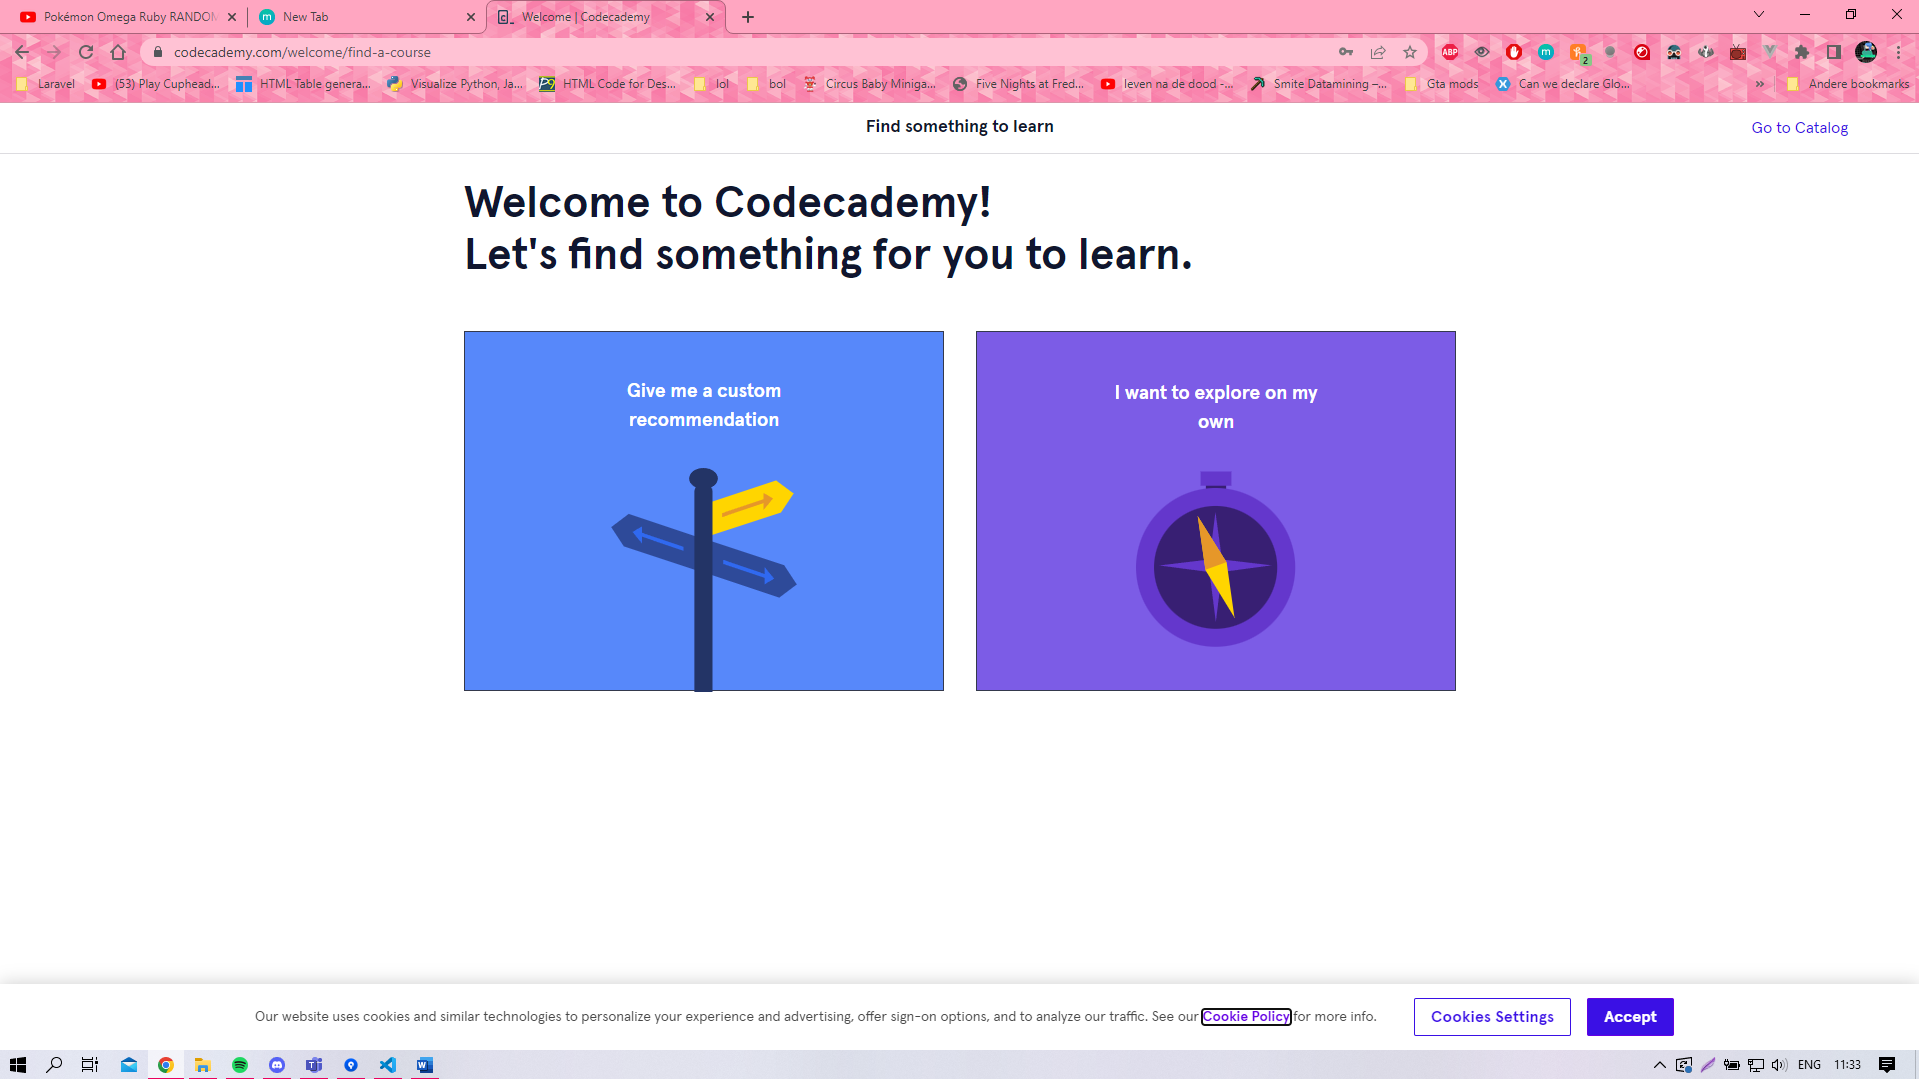 Pokémon Omega Ruby RANDOM
New Tab
Welcome | Codecademy
codecademy.com/welcome/find-a-course
ABP
m
2
Laravel
(53) Play Cuphead...
HTML Table genera...
Visualize Python, Ja...
HTML Code for Des...
lol
bol
Circus Baby Miniga...
Five Nights at Fred...
leven na de dood -...
Smite Datamining –...
Gta mods
Can we declare Glo...
»
Andere bookmarks
Find something to learn
Go to Catalog
Welcome to Codecademy!
Let's find something for you to learn.
Give me a custom
recommendation
I want to explore on my
own
Our website uses cookies and similar technologies to personalize your experience and advertising, offer sign-on options, and to analyze our traffic. See our Cookie Policy for more info.
Cookies Settings
Accept
ENG
11:33